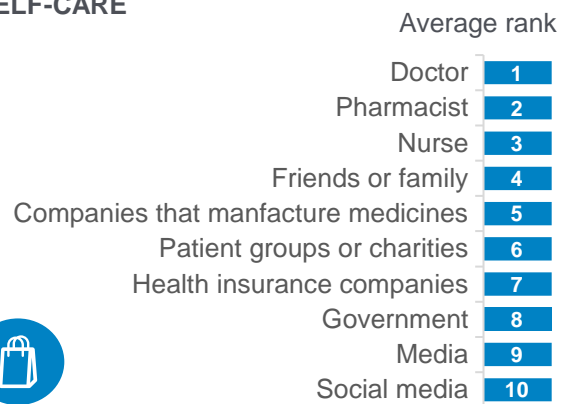 ELF-CARE
Average rank
Doctor 1
Pharmacist 2
Nurse 3
Friends or family 4
Companies that manfacture medicines 5
Patient groups or charities 6
Health insurance companies 7
Government 8
Media 9
Social media 10